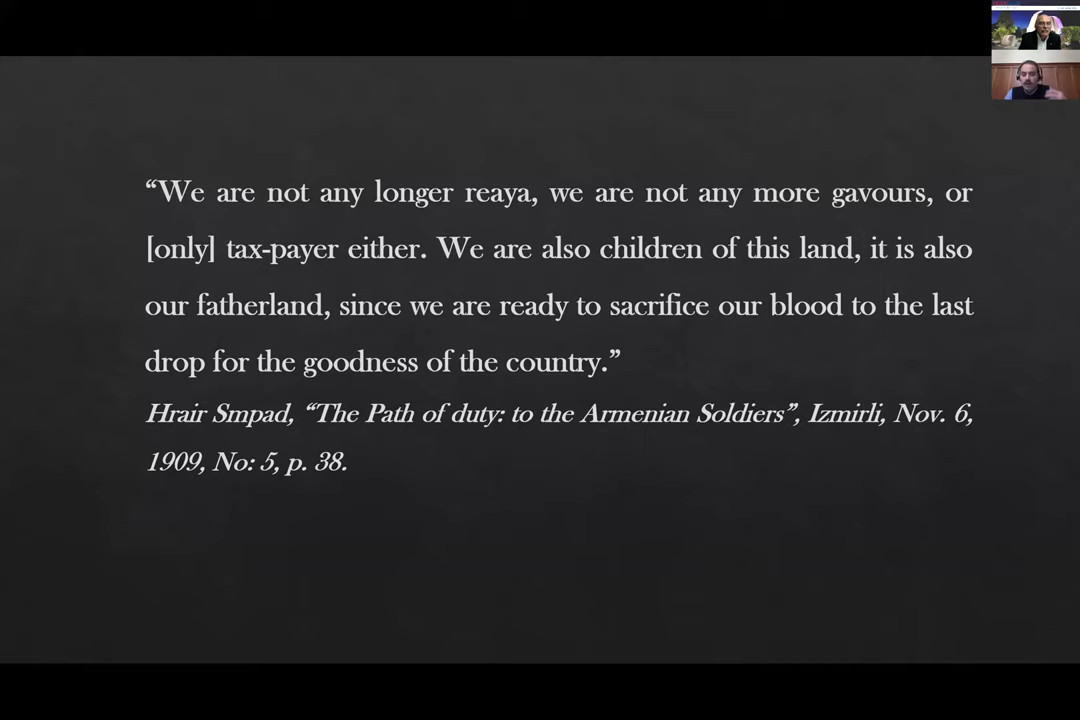 “We are not any longer reaya, we are not any more gavours, or
[only] tax-payer either. We are also children of this land, it is also
our fatherland, since we are ready to sacrifice our blood to the last
drop for the goodness of the country.”
Hrair Smpad, “The Path of duty: to the Armenian Soldiers”, Izmirli, Nov. 6,
1909, No: 5, p. 38.